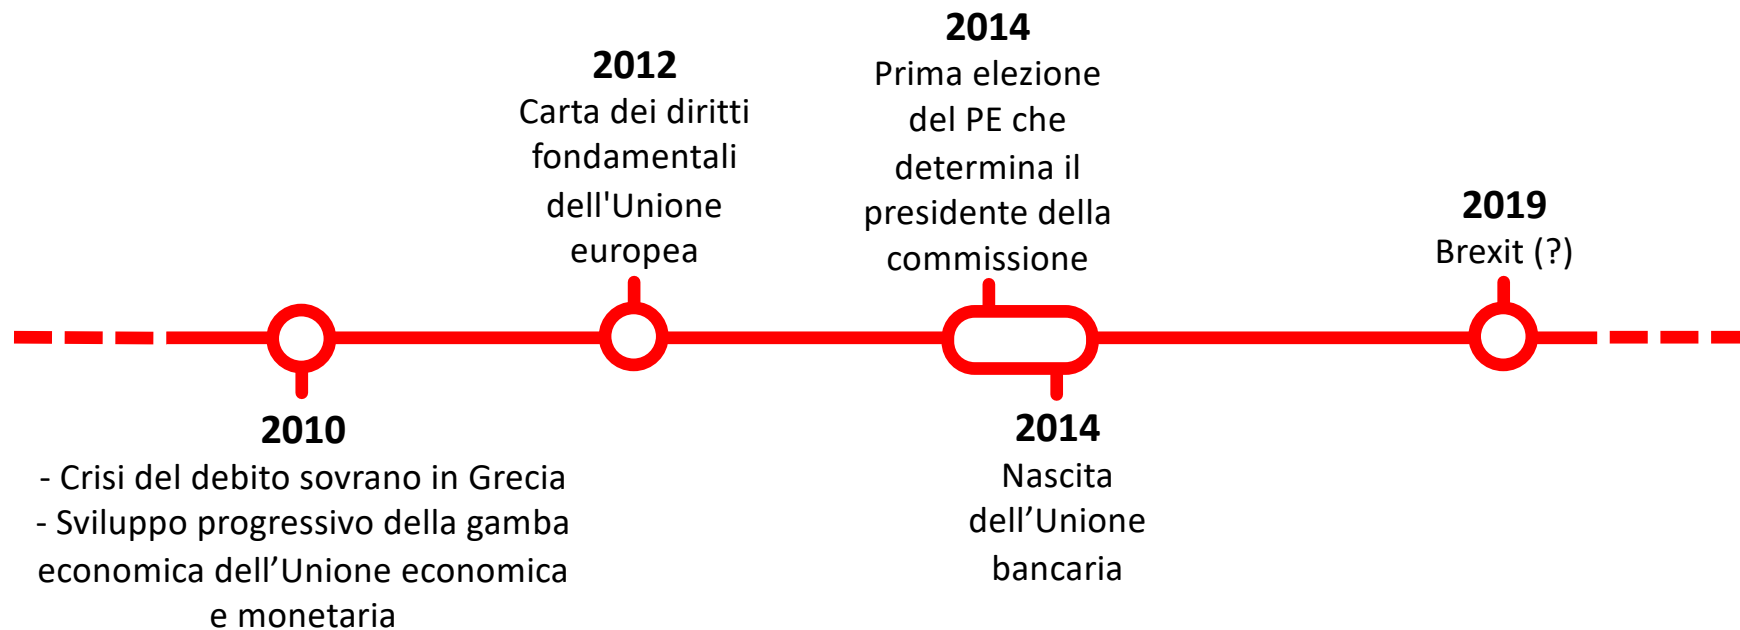 2010
- Crisi del debito sovrano in Grecia
- Sviluppo progressivo della gamba
economica dell’Unione economica
e monetaria
2012
Carta dei diritti
fondamentali
dell'Unione
europea
2014
Prima elezione
del PE che
determina il
presidente della
commissione
2014
Nascita
dell’Unione
bancaria
2019
Brexit (?)